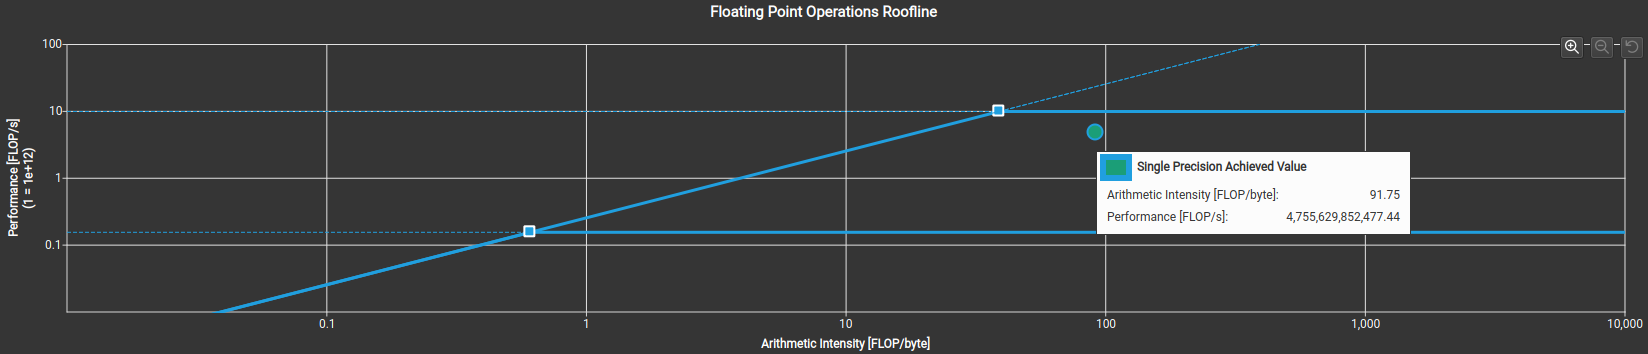 Floating Point Operations Roofline
100
10
1
0.1
Performance [FLOP/s]
(1 = 1e+12)
Single Precision Achieved Value
Arithmetic Intensity [FLOP/byte]: 91.75
Performance [FLOP/s]: 4,755,629,852,477.44
0.1 1 10 100 1,000 10,000
Arithmetic Intensity [FLOP/byte]